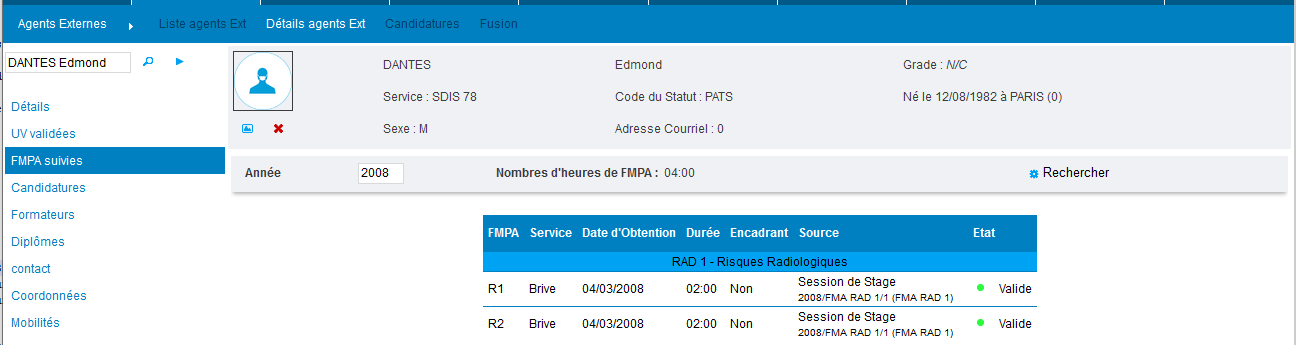 Agents Externes Liste agents Ext Détails agents Ext Candidatures Fusion
DANTES Edmond
Détails
UV validées
FMPA suivies
Candidatures
Formateurs
Diplômes
contact
Coordonnées
Mobilités
DANTES Edmond Grade : N/C
Service : SDIS 78 Code du Statut : PATS Né le 12/08/1982 à PARIS (0)
Sexe : M Adresse Courriel : 0
Année 2008 Nombres d'heures de FMPA : 04:00 Rechercher
FMPA Service Date d'Obtention Durée Encadrant Source Etat
RAD 1 - Risques Radiologiques
R1 Brive 04/03/2008 02:00 Non Session de Stage Valide
2008/FMA RAD 1/1 (FMA RAD 1)
R2 Brive 04/03/2008 02:00 Non Session de Stage Valide
2008/FMA RAD 1/1 (FMA RAD 1)